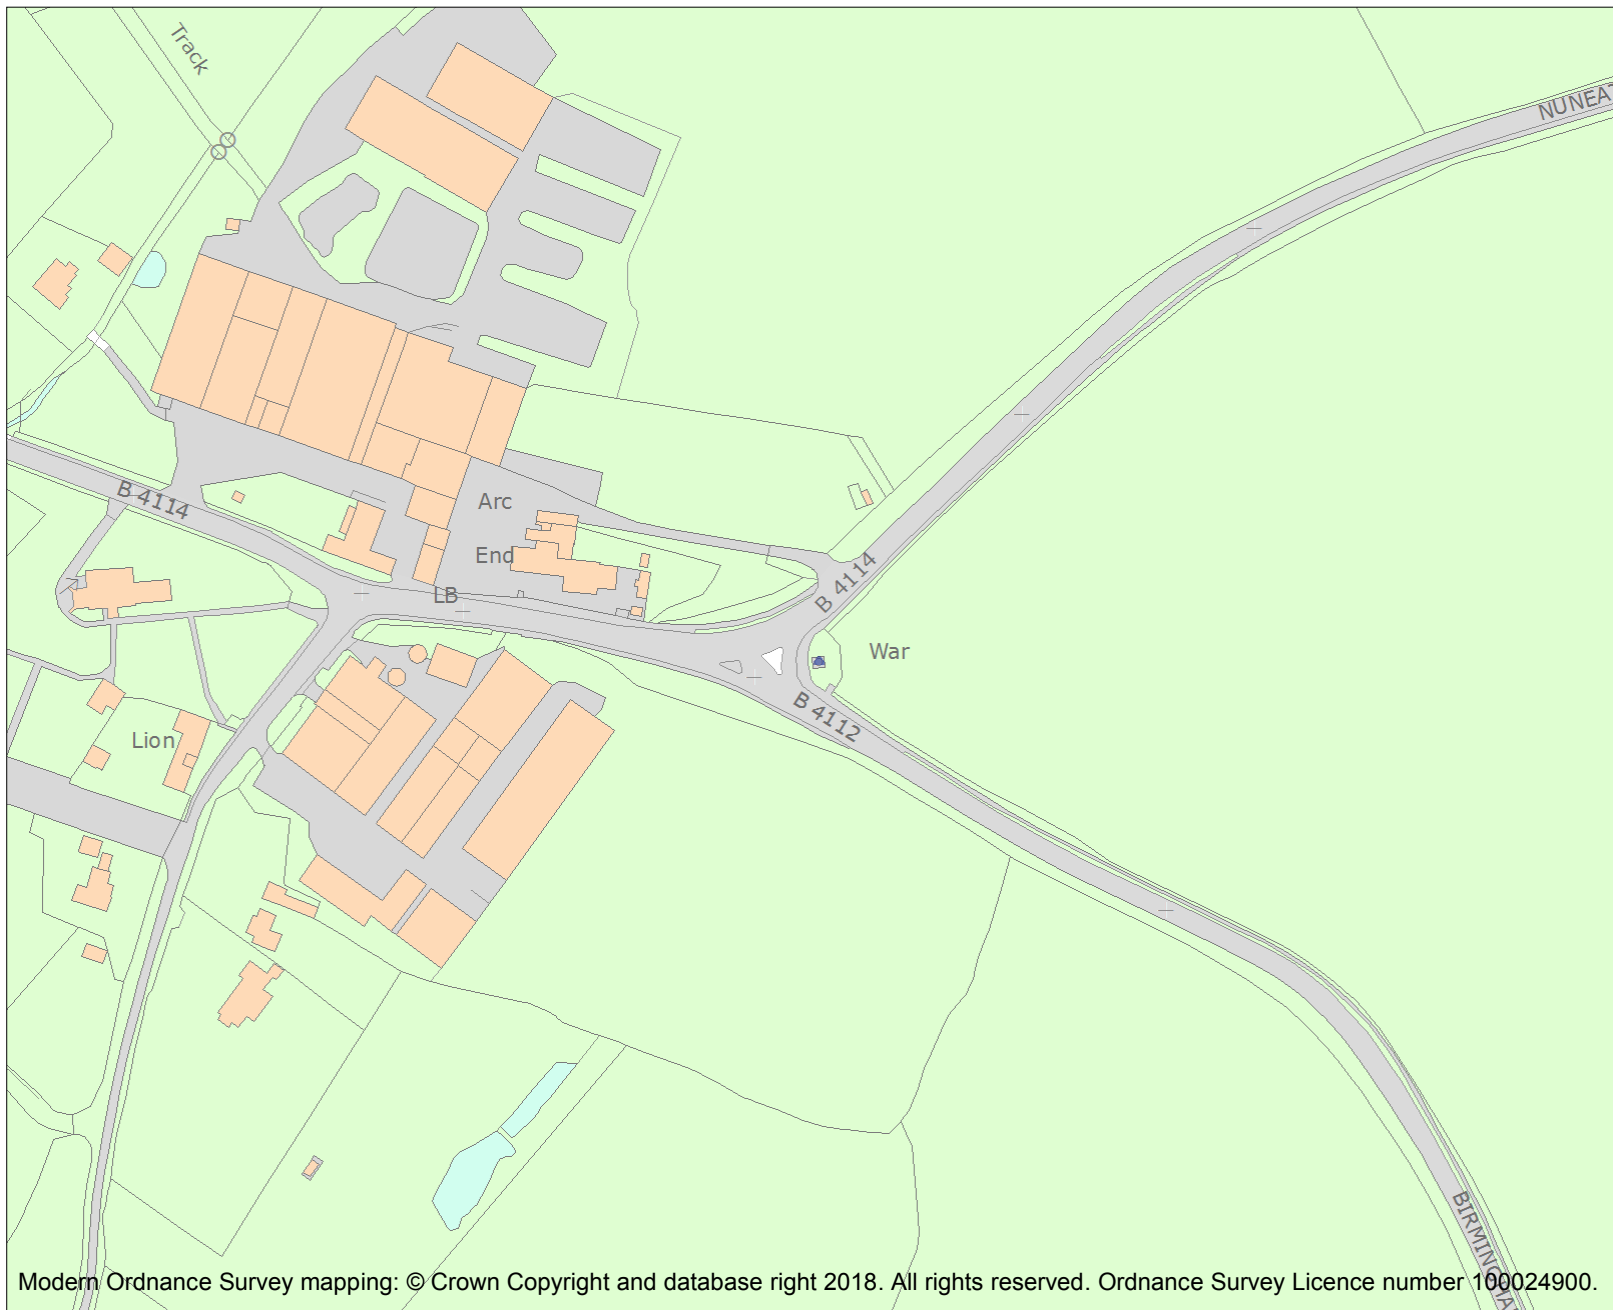 Track
NUNEAT
B 4114
Arc
End
LB
B 4114
War
B 4112
Lion
BIRMINGHA
Modern Ordnance Survey mapping: © Crown Copyright and database right 2018. All rights reserved. Ordnance Survey Licence number 100024900.